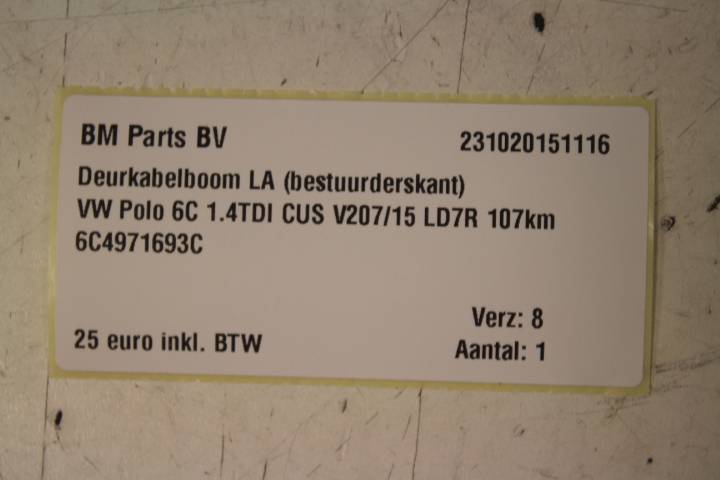 BM Parts BV 231020151116
Deurkabelboom LA (bestuurderskant)
VW Polo 6C 1.4TDI CUS V207/15 LD7R 107km
6C4971693C
Verz: 8
25 euro inkl. BTW Aantal: 1